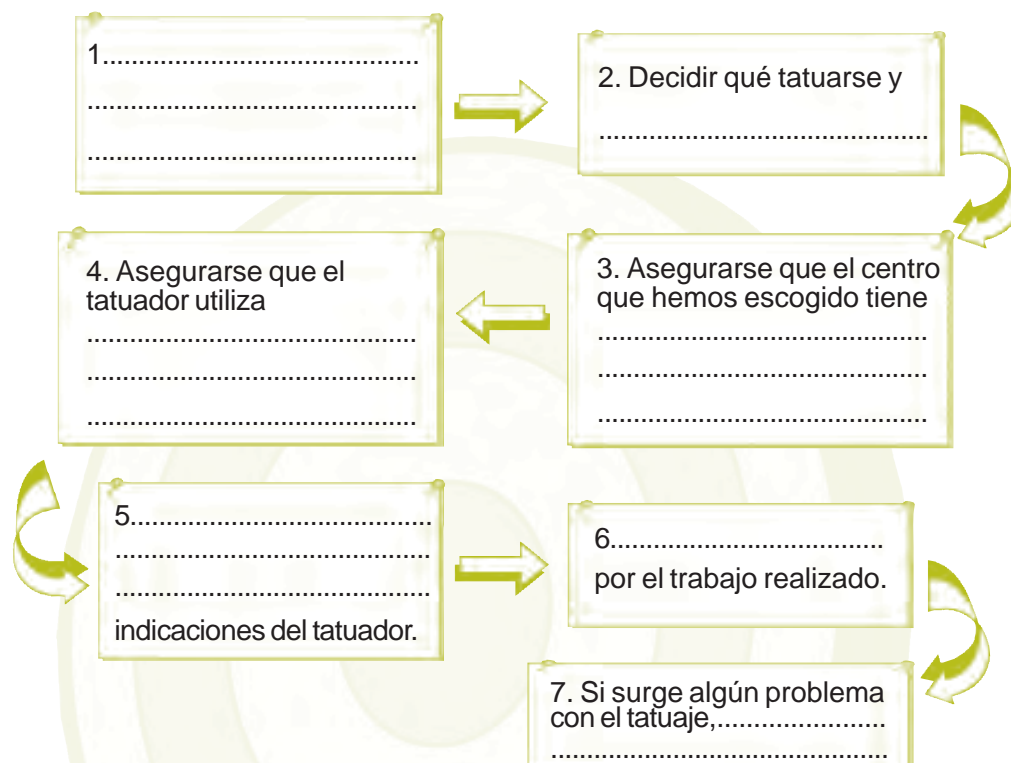 1............................................
..............................................
..............................................
2. Decidir qué tatuarse y
..............................................
3. Asegurarse que el centro
que hemos escogido tiene
..............................................
..............................................
..............................................
4. Asegurarse que el
tatuador utiliza
..............................................
..............................................
..............................................
5..........................................
............................................
............................................
indicaciones del tatuador.
6......................................
por el trabajo realizado.
7. Si surge algún problema
con el tatuaje,.......................
...............................................